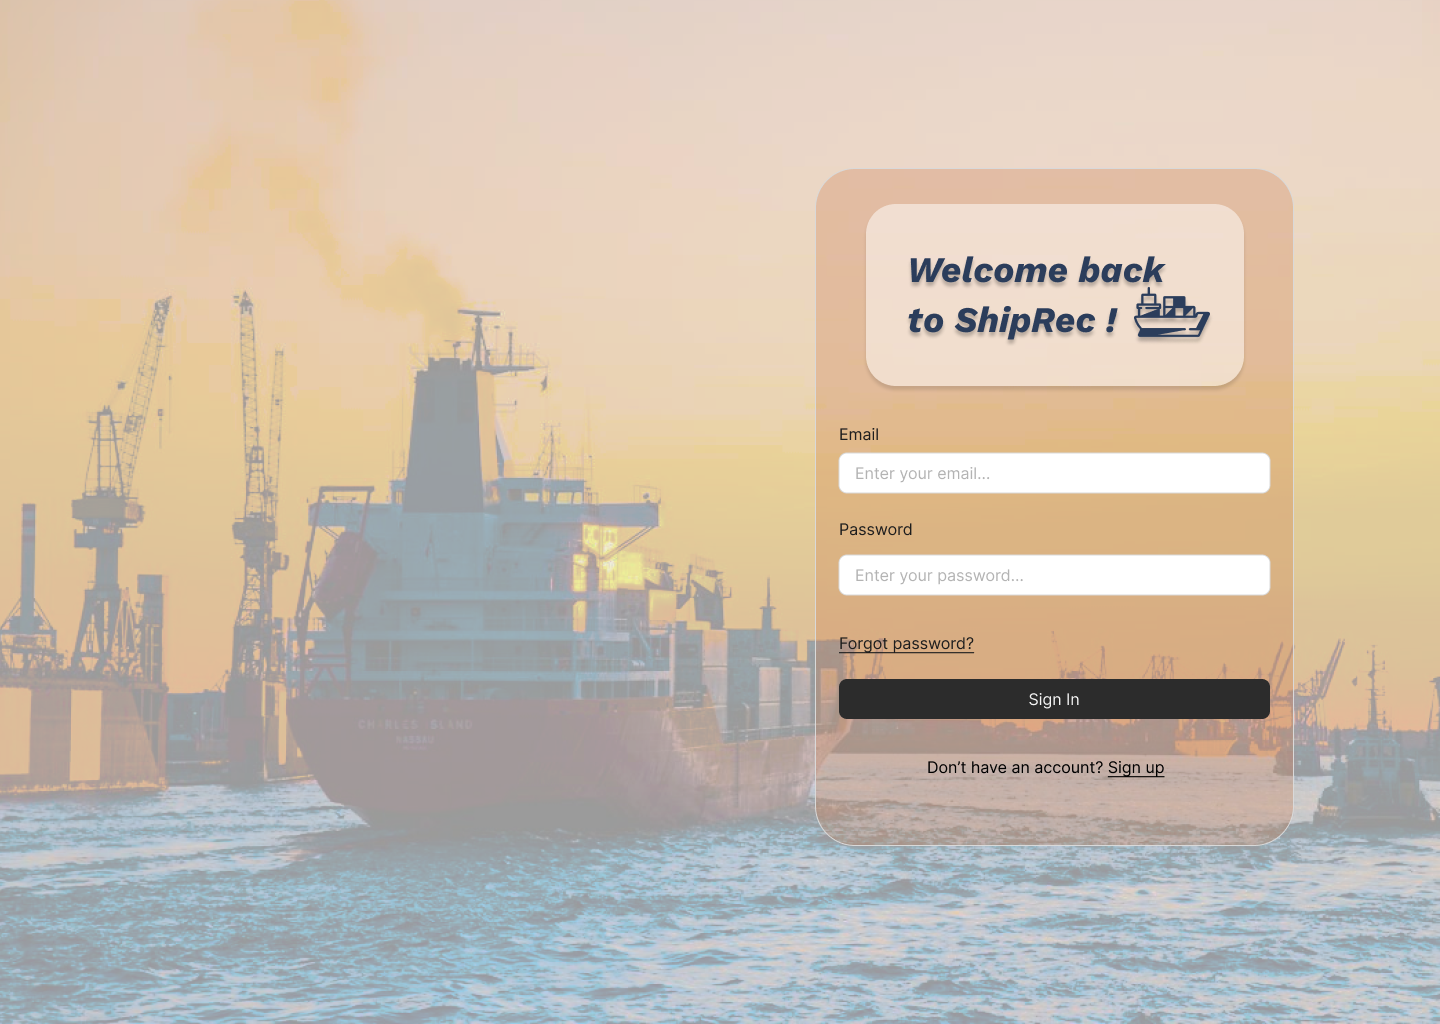 Welcome back
to ShipRec !
Email
Enter your email...
Password
Enter your password...
Forgot password?
Sign In
Don’t have an account? Sign up